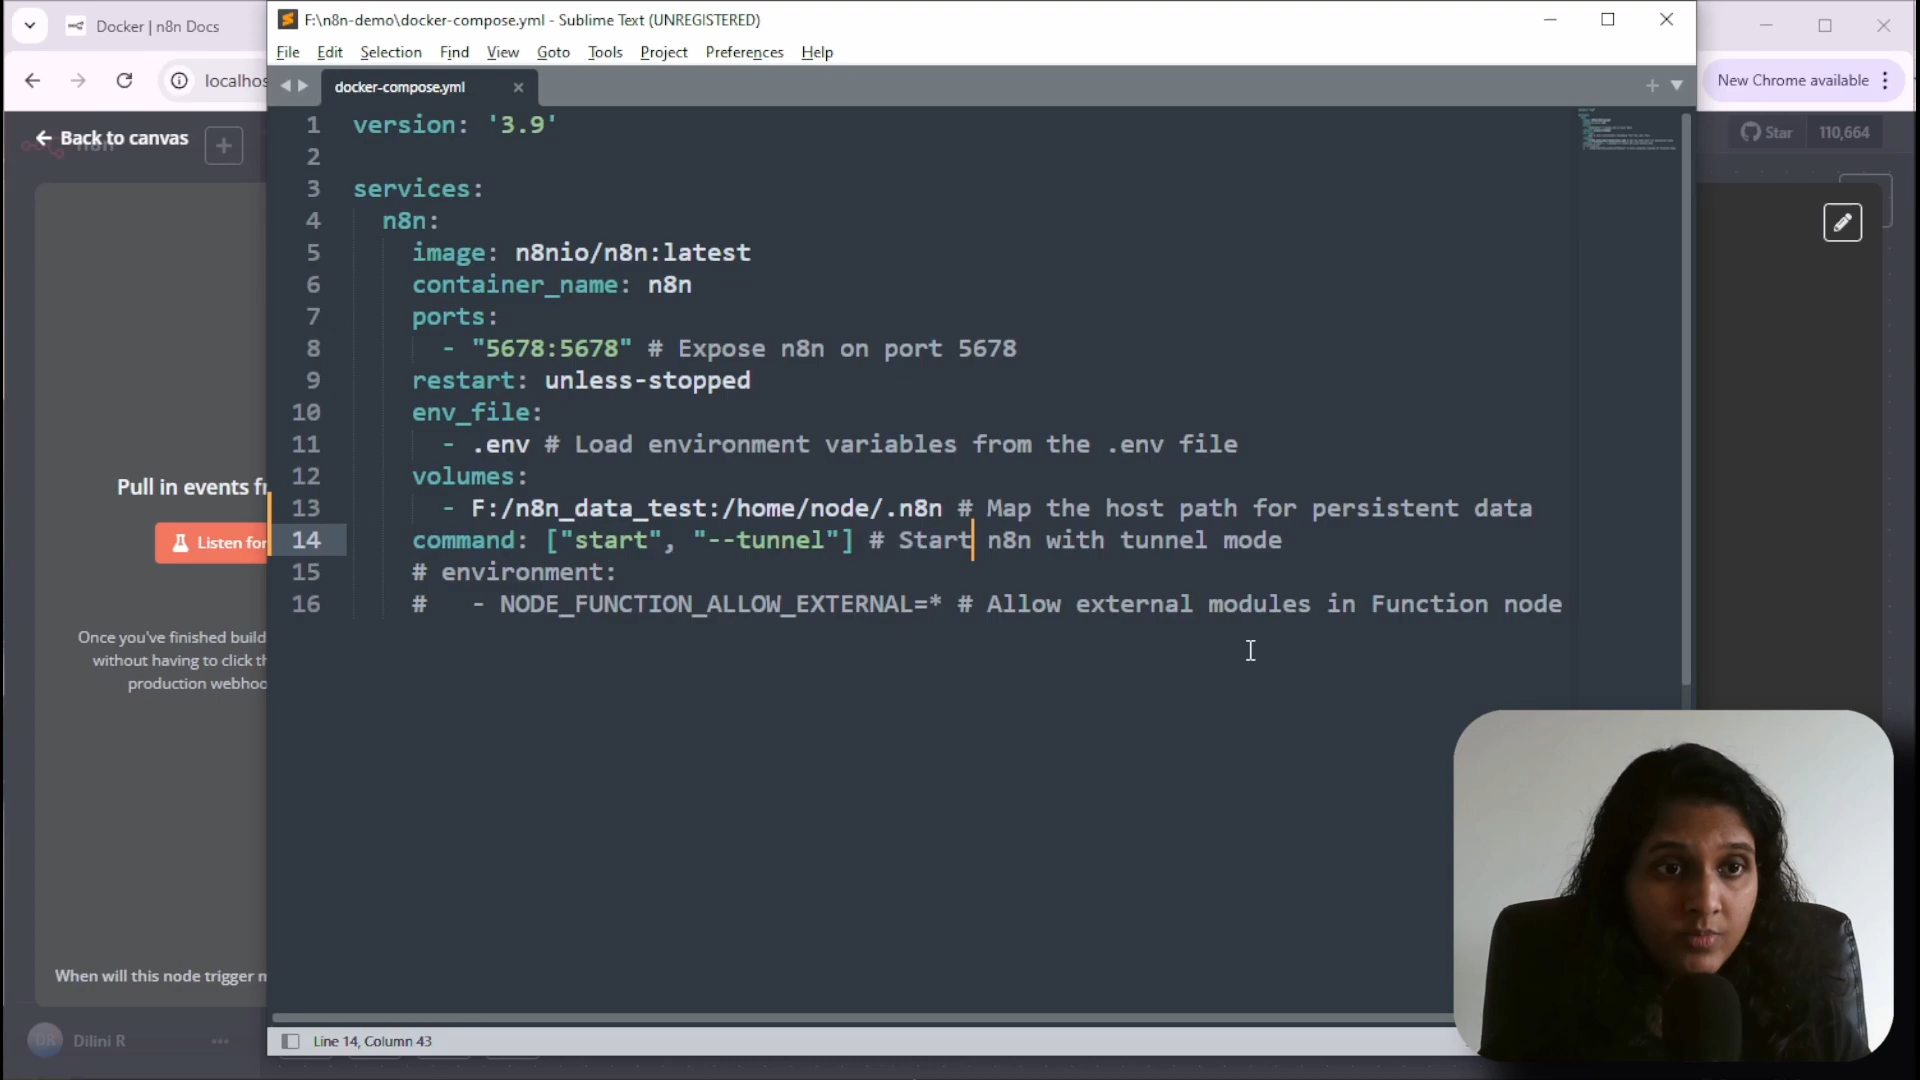 Docker | n8n Docs
F:\n8n-demo\docker-compose.yml - Sublime Text (UNREGISTERED)
File Edit Selection Find View Goto Tools Project Preferences Help
New Chrome available
docker-compose.yml
Back to canvas
Star 110,664
1 version: '3.9'
2
3 services:
4 n8n:
5 image: n8nio/n8n:latest
6 container_name: n8n
7 ports:
8 - "5678:5678" # Expose n8n on port 5678
9 restart: unless-stopped
10 env_file:
11 - .env # Load environment variables from the .env file
12 volumes:
13 - F:/n8n_data_test:/home/node/.n8n # Map the host path for persistent data
14 command: ["start", "--tunnel"] # Start n8n with tunnel mode
15 # environment:
16 # - NODE_FUNCTION_ALLOW_EXTERNAL=* # Allow external modules in Function node
Pull in events
Listen for
Once you've finished build
without having to click
production webhoo
When will this node trigger
DR Dilini R
Line 14, Column 43